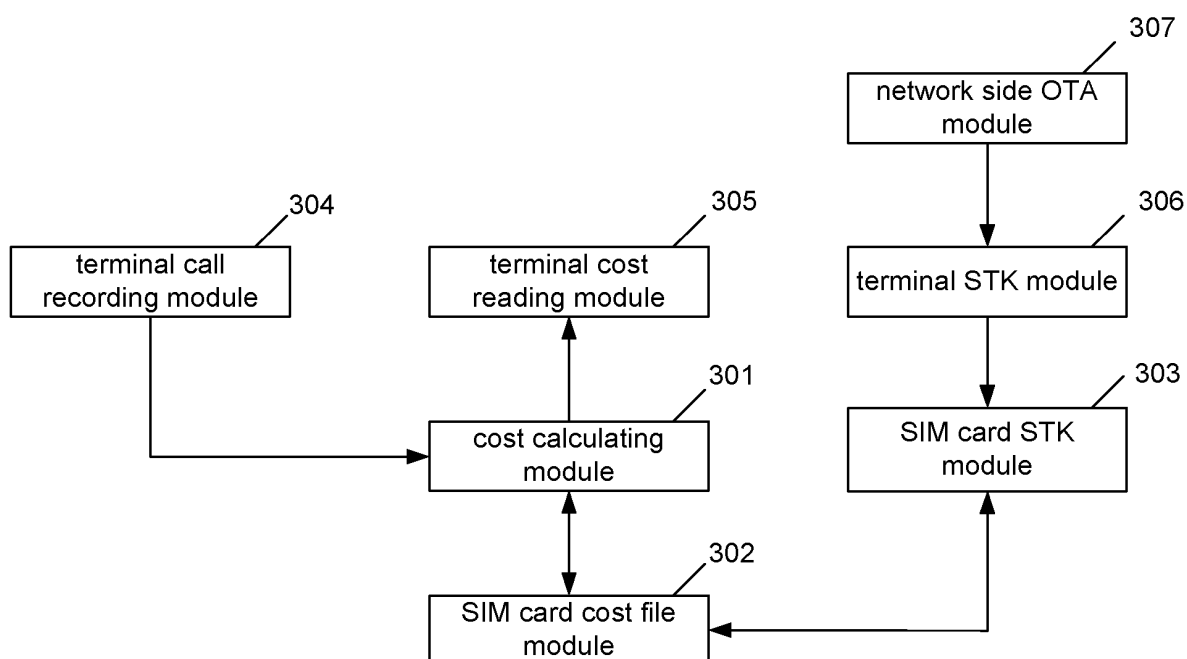 307
network side OTA
module
304
305
306
terminal call
recording module
terminal cost
reading module
terminal STK module
301
303
cost calculating
module
SIM card STK
module
302
SIM card cost file
module